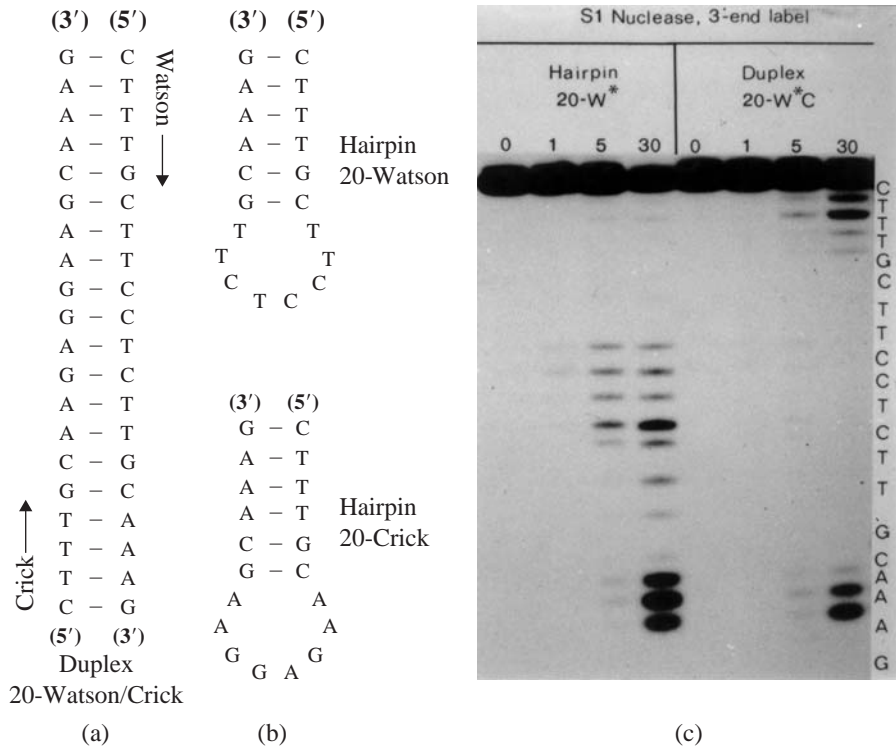 (3′) (5′)
G – C
A – T
A – T
A – T
C – G
G – C
A – T
A – T
G – C
G – C
A – T
G – C
A – T
A – T
C – G
G – C
T – A
T – A
T – A
C – G
(5′) (3′)
Watson
Crick
Duplex
20-Watson/Crick
(a)
(3′) (5′)
G – C
A – T
A – T
A – T
C – G
G – C
T T
T T
C C
T C
Hairpin
20-Watson
(3′) (5′)
G – C
A – T
A – T
A – T
C – G
G – C
A A
A A
G G
G A
Hairpin
20-Crick
(b)
S1 Nuclease, 3′-end label
Hairpin
20-W*
Duplex
20-W*C
0 1 5 30 0 1 5 30
C
T
T
T
G
C
T
T
C
C
T
C
T
T
G
C
A
A
A
G
(c)